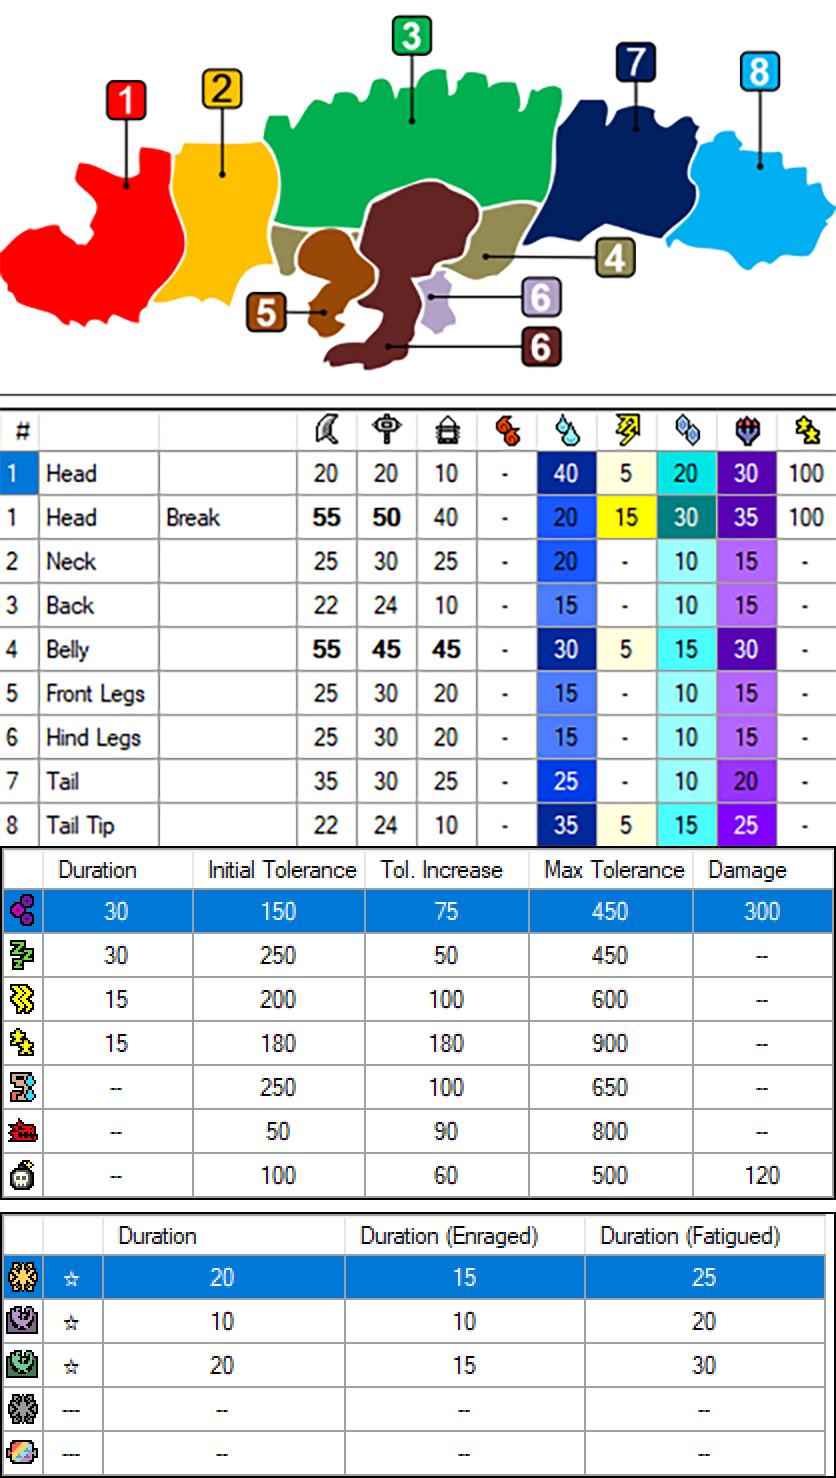 3
7
8
1
2
4
6
5
6
#
1 Head 20 20 10 - 40 5 20 30 100
1 Head Break 55 50 40 - 20 15 30 35 100
2 Neck 25 30 25 - 20 - 10 15 -
3 Back 22 24 10 - 15 - 10 15 -
4 Belly 55 45 45 - 30 5 15 30 -
5 Front Legs 25 30 20 - 15 - 10 15 -
6 Hind Legs 25 30 20 - 15 - 10 15 -
7 Tail 35 30 25 - 25 - 10 20 -
8 Tail Tip 22 24 10 - 35 5 15 25 -
Duration Initial Tolerance Tol. Increase Max Tolerance Damage
30 150 75 450 300
30 250 50 450 --
15 200 100 600 --
15 180 180 900 --
-- 250 100 650 --
-- 50 90 800 --
-- 100 60 500 120
Duration Duration (Enraged) Duration (Fatigued)
☆ 20 15 25
☆ 10 10 20
☆ 20 15 30
--- -- -- --
--- -- -- --